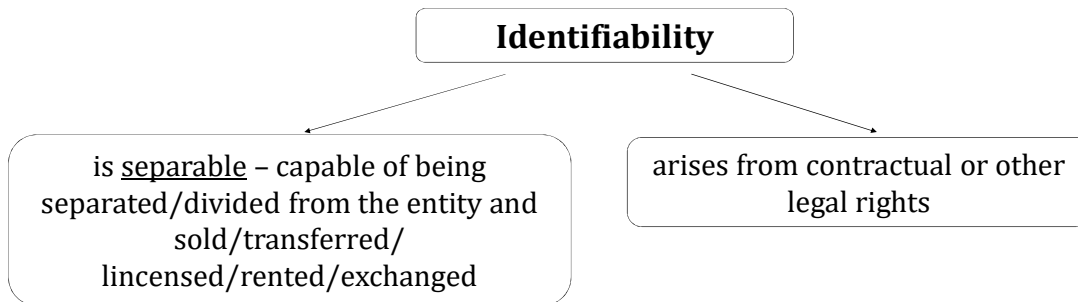 Identifiability
is separable – capable of being
separated/divided from the entity and
sold/transferred/
lincensed/rented/exchanged
arises from contractual or other
legal rights